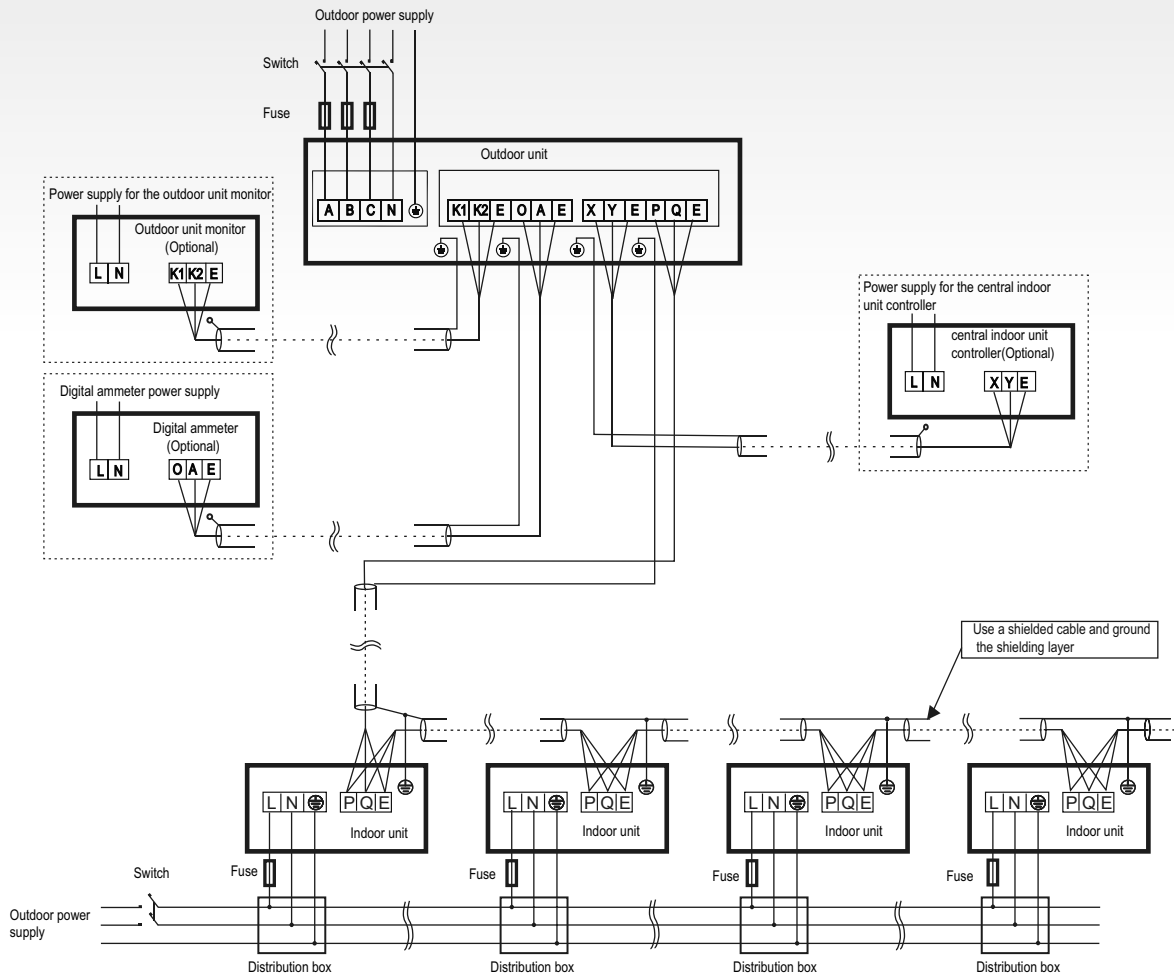 Outdoor power supply
Switch
Fuse
Outdoor unit
A B C N
K1 K2 E O A E
X Y E P Q E
Power supply for the outdoor unit monitor
Outdoor unit monitor
(Optional)
L N
K1 K2 E
Power supply for the central indoor
unit controller
central indoor unit
controller(Optional)
L N
X Y E
Digital ammeter power supply
Digital ammeter
(Optional)
L N
O A E
Use a shielded cable and ground
the shielding layer
L N
P Q E
Indoor unit
L N
P Q E
Indoor unit
L N
P Q E
Indoor unit
L N
P Q E
Indoor unit
Fuse
Fuse
Fuse
Fuse
Switch
Outdoor power
supply
Distribution box
Distribution box
Distribution box
Distribution box